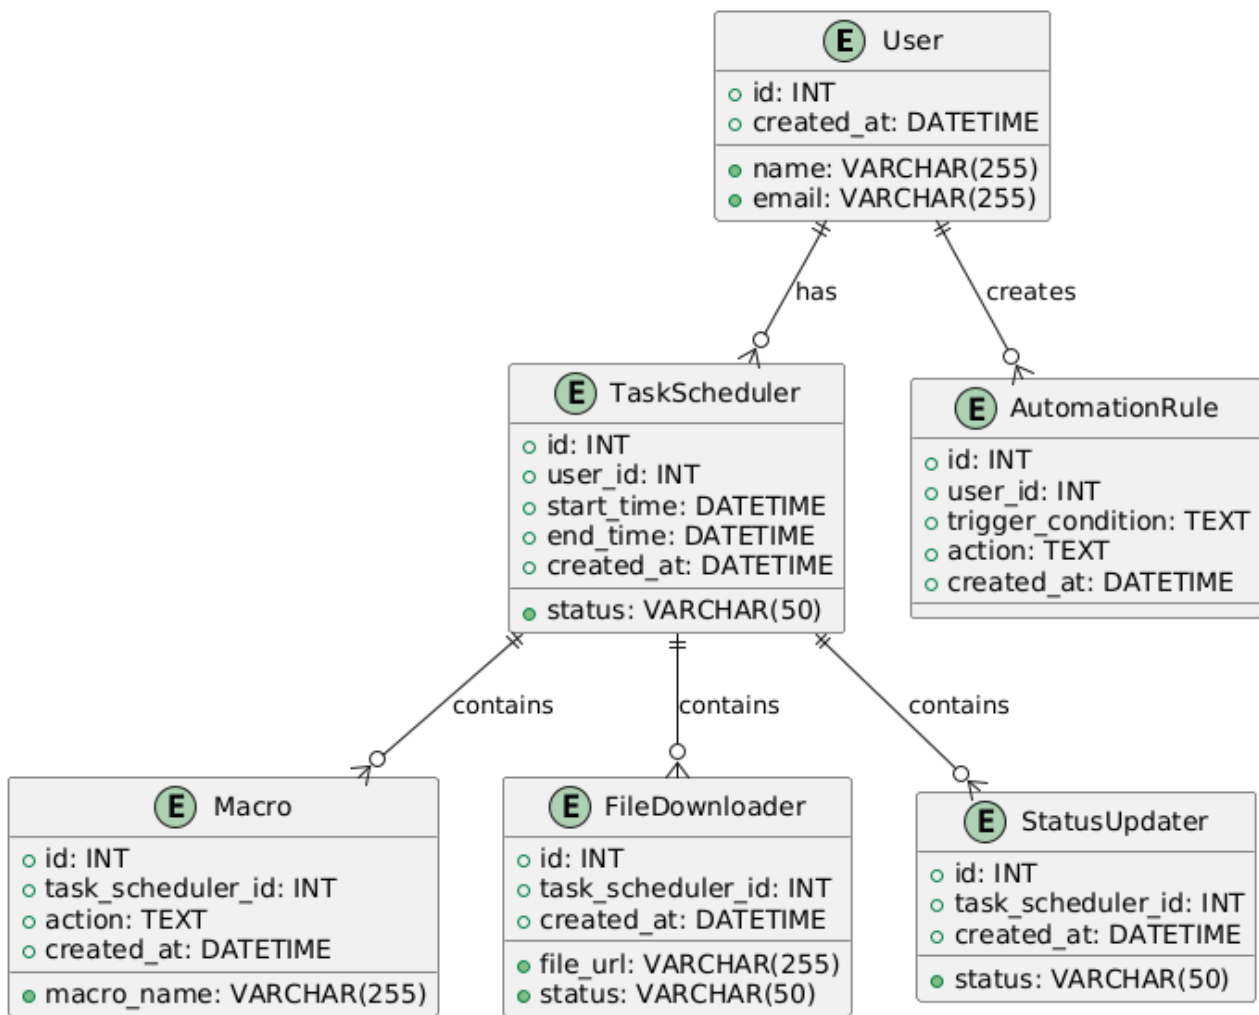 E User
id: INT
created_at: DATETIME
name: VARCHAR(255)
email: VARCHAR(255)
has
creates
E TaskScheduler
id: INT
user_id: INT
start_time: DATETIME
end_time: DATETIME
created_at: DATETIME
status: VARCHAR(50)
E AutomationRule
id: INT
user_id: INT
trigger_condition: TEXT
action: TEXT
created_at: DATETIME
contains
contains
contains
E Macro
id: INT
task_scheduler_id: INT
action: TEXT
created_at: DATETIME
macro_name: VARCHAR(255)
E FileDownloader
id: INT
task_scheduler_id: INT
created_at: DATETIME
file_url: VARCHAR(255)
status: VARCHAR(50)
E StatusUpdater
id: INT
task_scheduler_id: INT
created_at: DATETIME
status: VARCHAR(50)